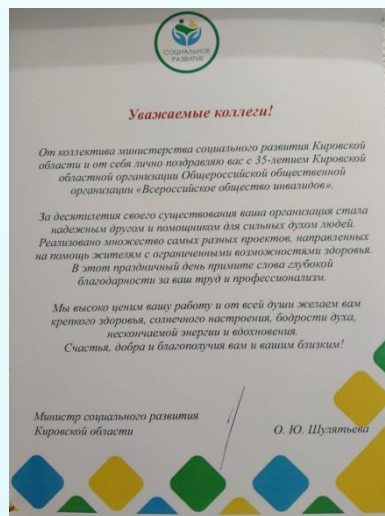 СОЦИАЛЬНОЕ
РАЗВИТИЕ
Уважаемые коллеги!
От коллектива министерства социального развития Кировской
области и от себя лично поздравляю вас с 35-летием Кировской
областной организации Общероссийской общественной
организации «Всероссийское общество инвалидов».
За десятилетия своего существования ваша организация стала
надежным другом и помощником для сильных духом людей.
Реализовано множество самых разных проектов, направленных
на помощь жителям с ограниченными возможностями здоровья.
В этот праздничный день примите слова глубокой
благодарности за ваш труд и профессионализм.
Мы высоко ценим вашу работу и от всей души желаем вам
крепкого здоровья, солнечного настроения, бодрости духа,
нескончаемой энергии и вдохновения.
Счастья, добра и благополучия вам и вашим близким!
Министр социального развития
Кировской области
О. Ю. Шулятьева